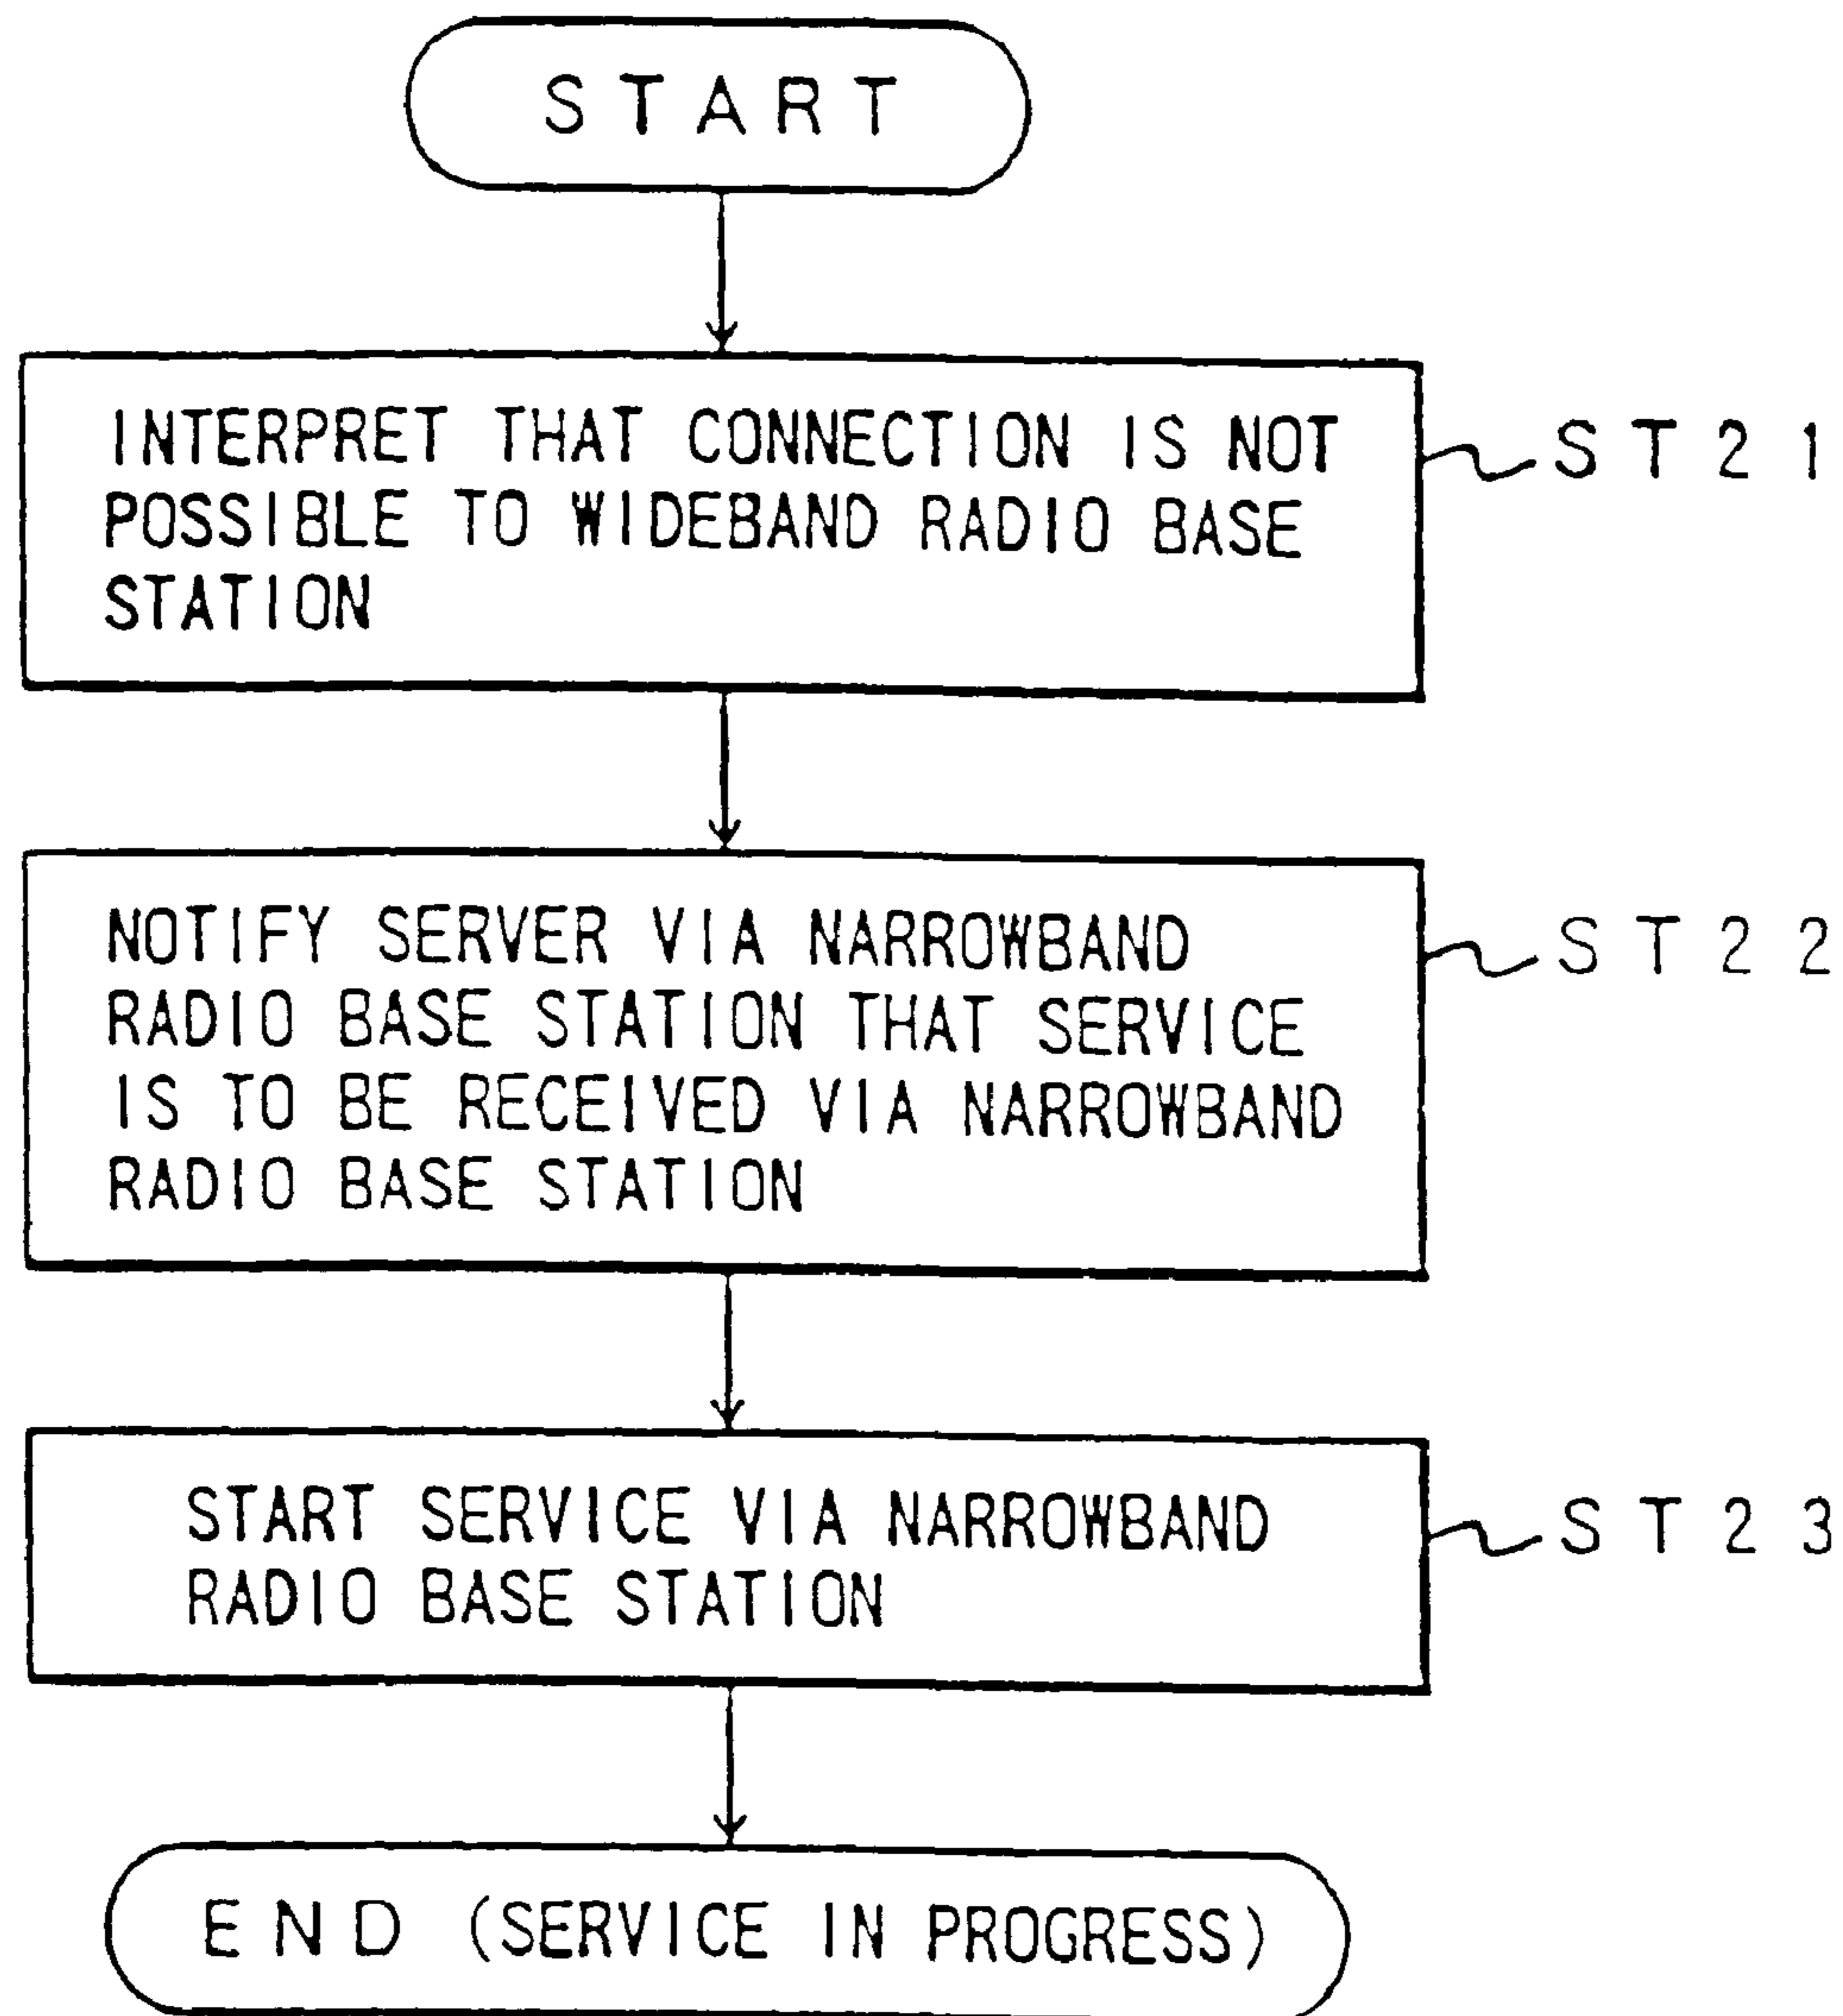 START
INTERPRET THAT CONNECTION IS NOT
POSSIBLE TO WIDEBAND RADIO BASE
STATION
ST21
NOTIFY SERVER VIA NARROWBAND
RADIO BASE STATION THAT SERVICE
IS TO BE RECEIVED VIA NARROWBAND
RADIO BASE STATION
ST22
START SERVICE VIA NARROWBAND
RADIO BASE STATION
ST23
END (SERVICE IN PROGRESS)